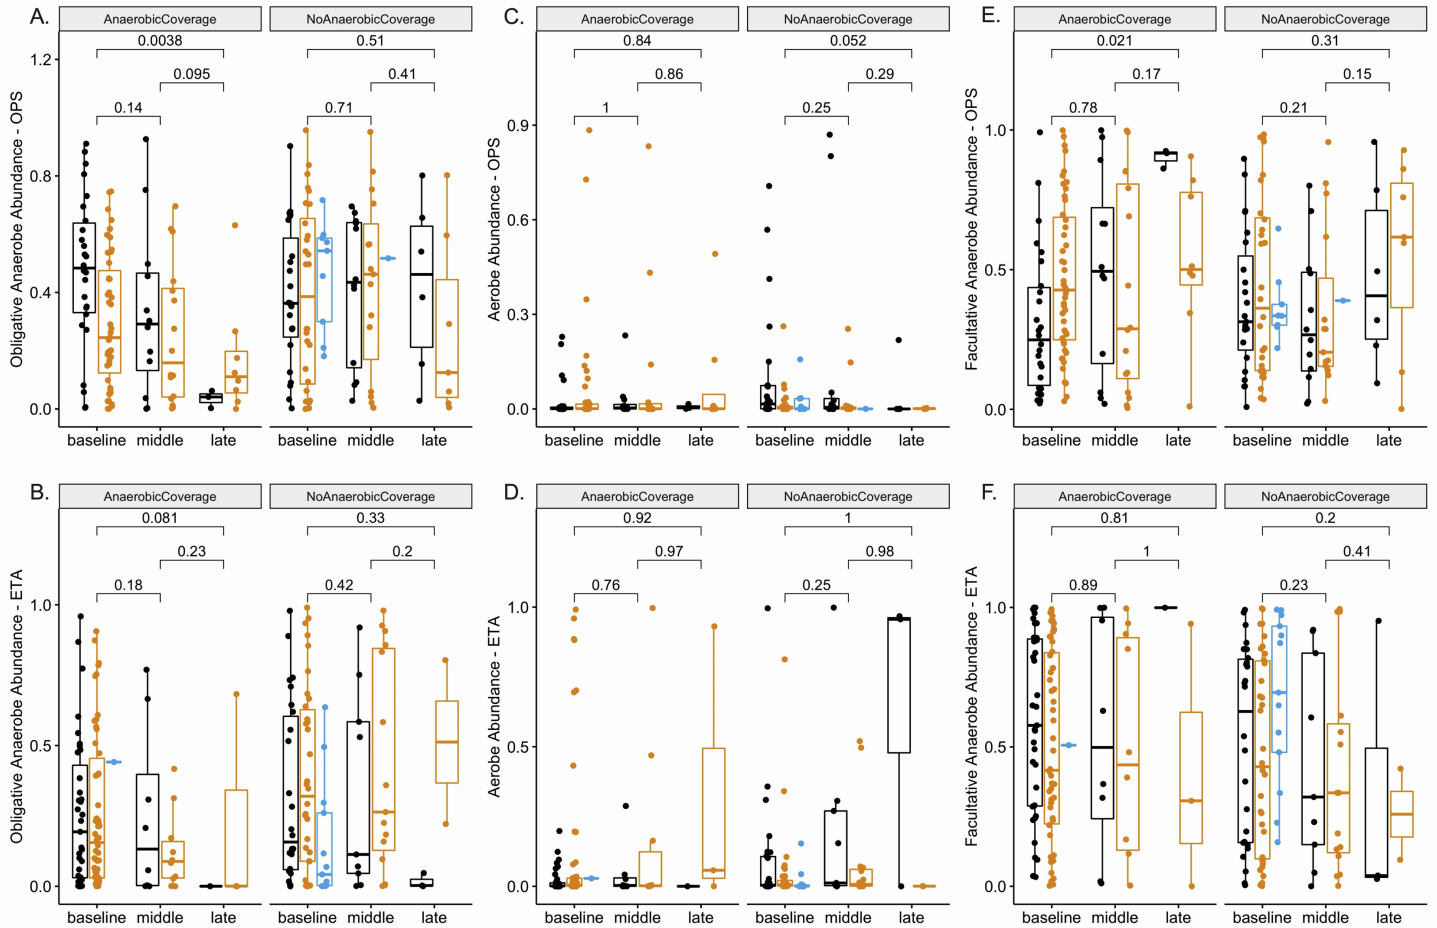 A.
AnaerobicCoverage
NoAnaerobicCoverage
0.0038
0.095
0.14
0.51
0.41
0.71
Obligative Anaerobe Abundance - OPS
1.2
0.8
0.4
0.0
baseline middle late
baseline middle late
C.
AnaerobicCoverage
NoAnaerobicCoverage
0.84
0.86
1
0.052
0.29
0.25
Aerobe Abundance - OPS
0.9
0.6
0.3
0.0
baseline middle late
baseline middle late
E.
AnaerobicCoverage
NoAnaerobicCoverage
0.021
0.17
0.78
0.31
0.15
0.21
Facultative Anaerobe Abundance - OPS
1.0
0.5
0.0
baseline middle late
baseline middle late
B.
AnaerobicCoverage
NoAnaerobicCoverage
0.081
0.23
0.18
0.33
0.2
0.42
Obligative Anaerobe Abundance - ETA
1.0
0.5
0.0
baseline middle late
baseline middle late
D.
AnaerobicCoverage
NoAnaerobicCoverage
0.92
0.97
0.76
1
0.98
0.25
Aerobe Abundance - ETA
1.0
0.5
0.0
baseline middle late
baseline middle late
F.
AnaerobicCoverage
NoAnaerobicCoverage
0.81
1
0.89
0.2
0.41
0.23
Facultative Anaerobe Abundance - ETA
1.0
0.5
0.0
baseline middle late
baseline middle late